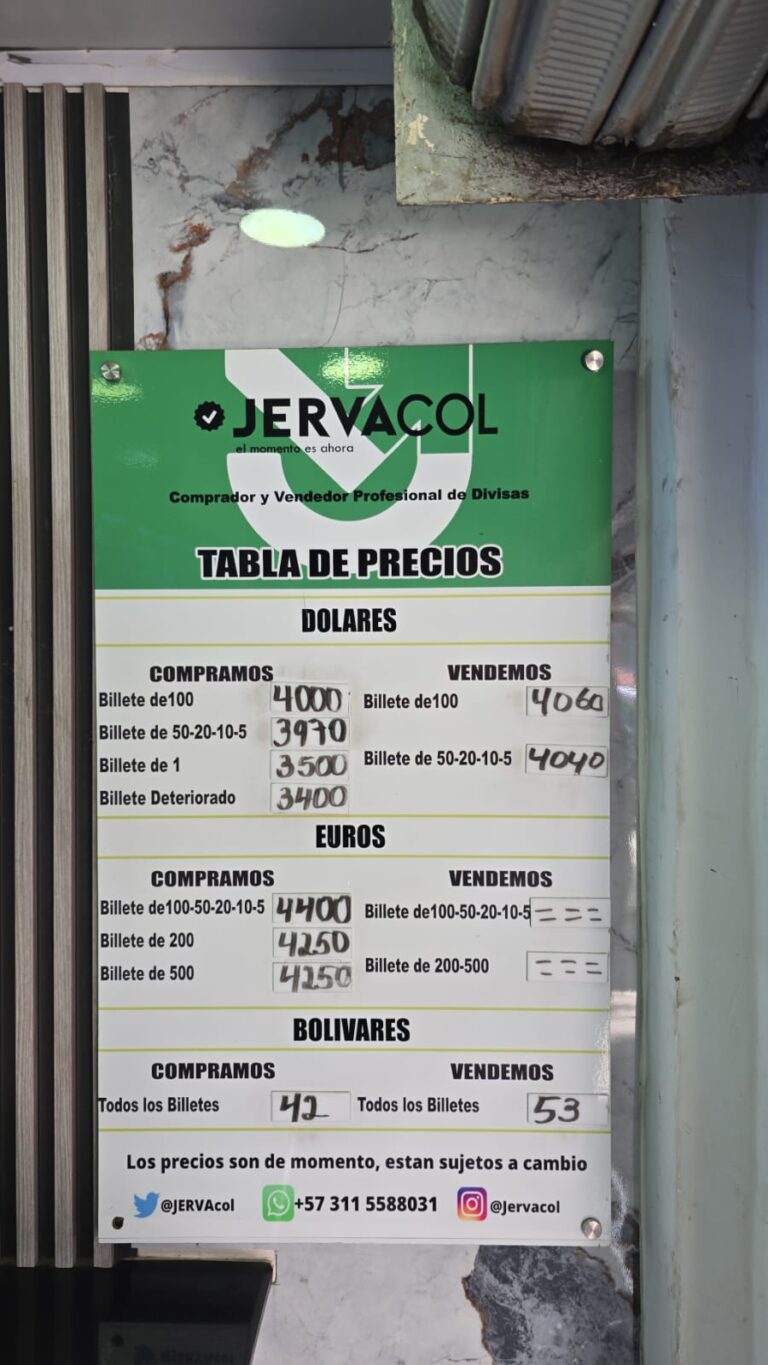 JERVACOL
el momento es ahora
Comprador y Vendedor Profesional de Divisas
TABLA DE PRECIOS
DOLARES
COMPRAMOS VENDEMOS
Billete de100 4000 Billete de100 4060
Billete de 50-20-10-5 3970
Billete de 50-20-10-5 4040
Billete de 1 3500
Billete Deteriorado 3400
EUROS
COMPRAMOS VENDEMOS
Billete de100-50-20-10-5 4400 Billete de100-50-20-10-5 = = =
Billete de 200 4250
Billete de 500 4250 Billete de 200-500 = = =
BOLIVARES
COMPRAMOS VENDEMOS
Todos los Billetes 42 Todos los Billetes 53
Los precios son de momento, estan sujetos a cambio
@JERVAcol +57 311 5588031 @Jervacol